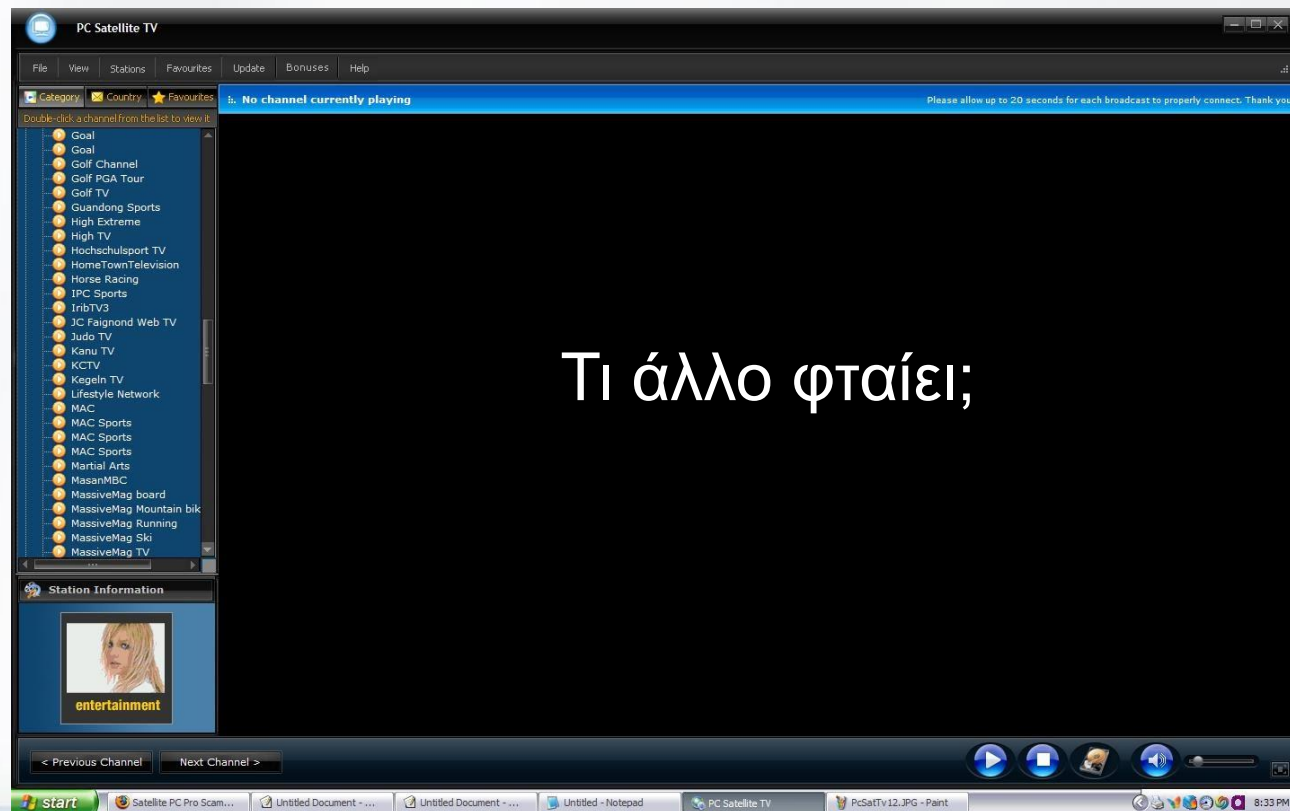 PC Satellite TV
File View Stations Favourites Update Bonuses Help
Category Country Favourites
:. No channel currently playing
Please allow up to 20 seconds for each broadcast to properly connect. Thank you
Double-click a channel from the list to view it
Goal
Goal
Golf Channel
Golf PGA Tour
Golf TV
Guandong Sports
High Extreme
High TV
Hochschulsport TV
HomeTownTelevision
Horse Racing
IPC Sports
IribTV3
JC Faignond Web TV
Judo TV
Kanu TV
KCTV
Kegeln TV
Lifestyle Network
MAC
MAC Sports
MAC Sports
MAC Sports
Martial Arts
MasanMBC
MassiveMag board
MassiveMag Mountain bik
MassiveMag Running
MassiveMag Ski
MassiveMag TV
Τι άλλο φταίει;
Station Information
entertainment
< Previous Channel Next Channel >
start Satellite PC Pro Scam... Untitled Document - ... Untitled Document - ... Untitled - Notepad PC Satellite TV PcSatTv12.JPG - Paint 8:33 PM